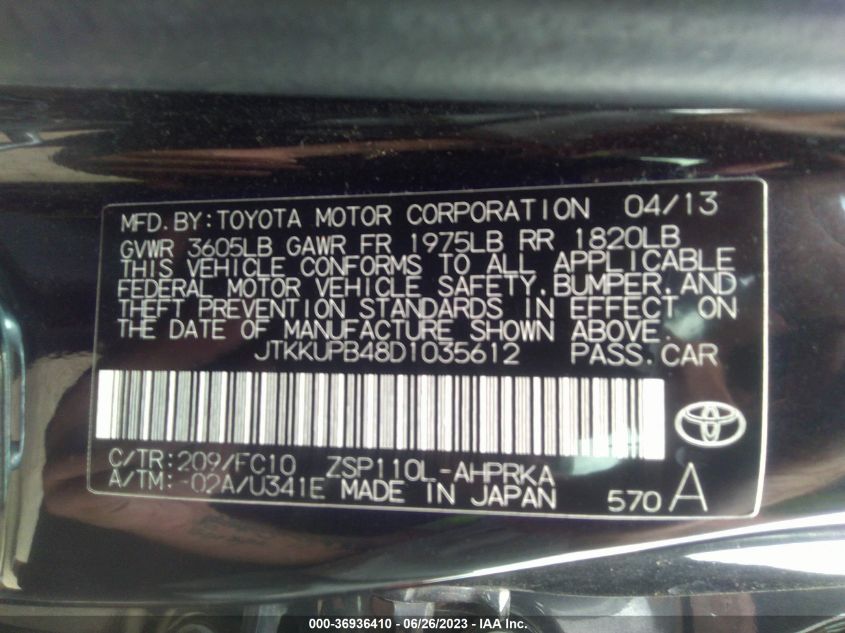 MFD.BY:TOYOTA MOTOR CORPORATION 04/13
GVWR 3605LB GAWR FR 1975LB RR 1820LB
THIS VEHICLE CONFORMS TO ALL APPLICABLE
FEDERAL MOTOR VEHICLE SAFETY,BUMPER,AND
THEFT PREVENTION STANDARDS IN EFFECT ON
THE DATE OF MANUFACTURE SHOWN ABOVE.
JTKKUPB48D1035612 PASS.CAR
C/TR:209/FC10 ZSP110L-AHPRKA
A/TM:-02A/U341E MADE IN JAPAN 570 A
000-36936410 - 06/26/2023 - IAA Inc.